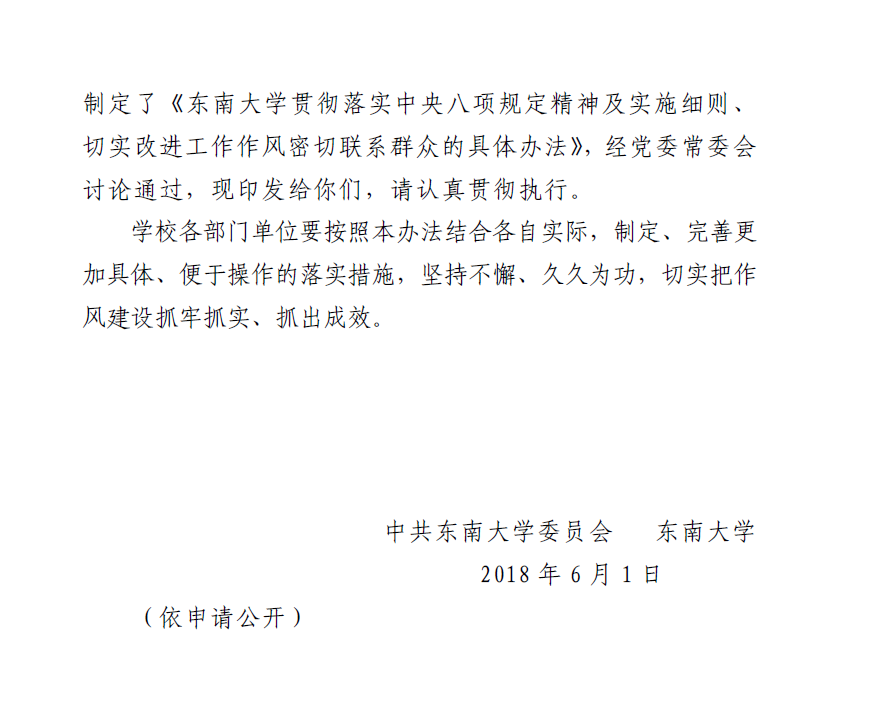 制定了《东南大学贯彻落实中央八项规定精神及实施细则、
切实改进工作作风密切联系群众的具体办法》，经党委常委会
讨论通过，现印发给你们，请认真贯彻执行。
学校各部门单位要按照本办法结合各自实际，制定、完善更
加具体、便于操作的落实措施，坚持不懈、久久为功，切实把作
风建设抓牢抓实、抓出成效。
中共东南大学委员会 东南大学
2018 年 6 月 1 日
（依申请公开）